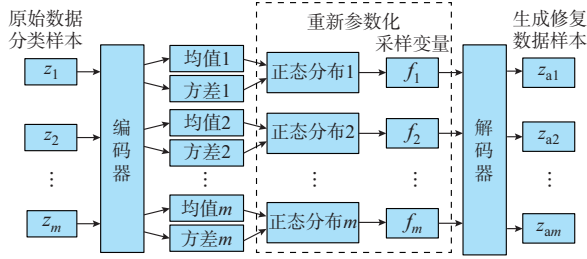 原始数据
分类样本
重新参数化
采样变量
生成修复
数据样本
z1
z2
⋮
zm
编码器
均值1
方差1
均值2
方差2
⋮
均值m
方差m
正态分布1
正态分布2
⋮
正态分布m
f1
f2
⋮
fm
解码器
za1
za2
⋮
zam